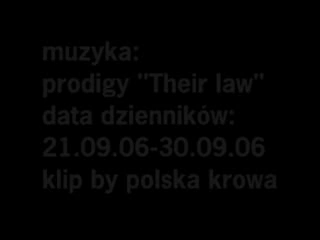 muzyka:
prodigy "Their law"
data dzienników:
21.09.06-30.09.06
klip by polska krowa